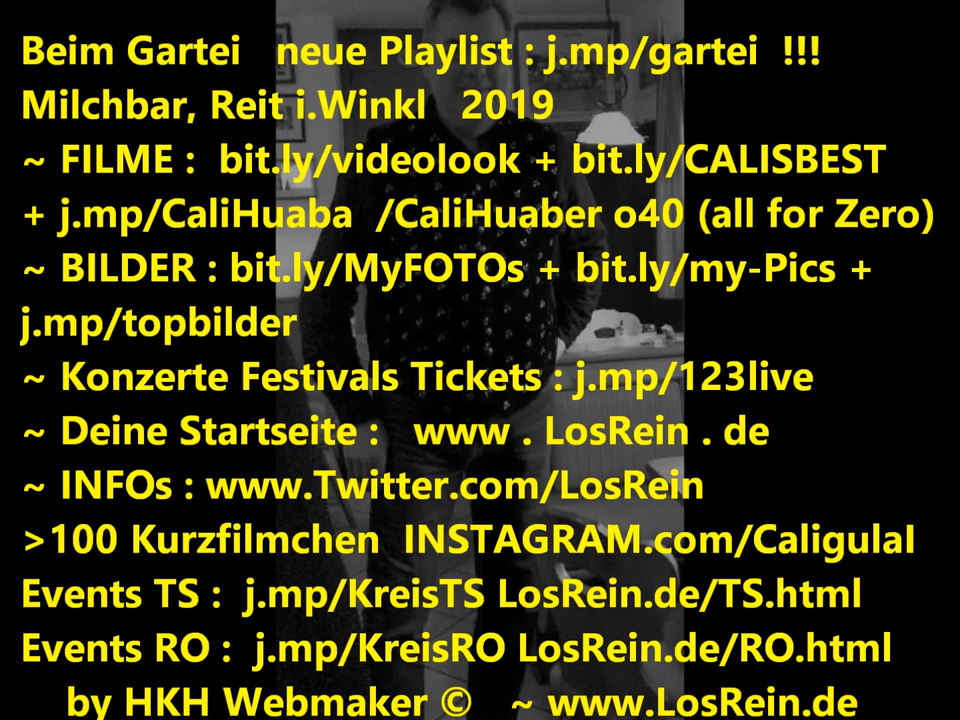 Beim Gartei neue Playlist : j.mp/gartei !!!
Milchbar, Reit i.Winkl 2019
~ FILME : bit.ly/videolook + bit.ly/CALISBEST
+ j.mp/CaliHuaba /CaliHuaber o40 (all for Zero)
~ BILDER : bit.ly/MyFOTOs + bit.ly/my-Pics +
j.mp/topbilder
~ Konzerte Festivals Tickets : j.mp/123live
~ Deine Startseite : www . LosRein . de
~ INFOs : www.Twitter.com/LosRein
>100 Kurzfilmchen INSTAGRAM.com/CaligulaI
Events TS : j.mp/KreisTS LosRein.de/TS.html
Events RO : j.mp/KreisRO LosRein.de/RO.html
by HKH Webmaker © ~ www.LosRein.de